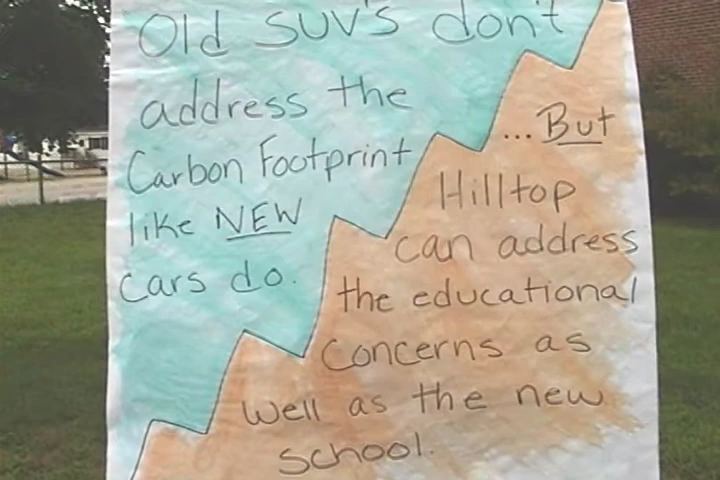 Old SUV'S don't
address the
Carbon Footprint
like NEW
cars do.
...But
Hilltop
can address
the educational
concerns as
well as the new
school.